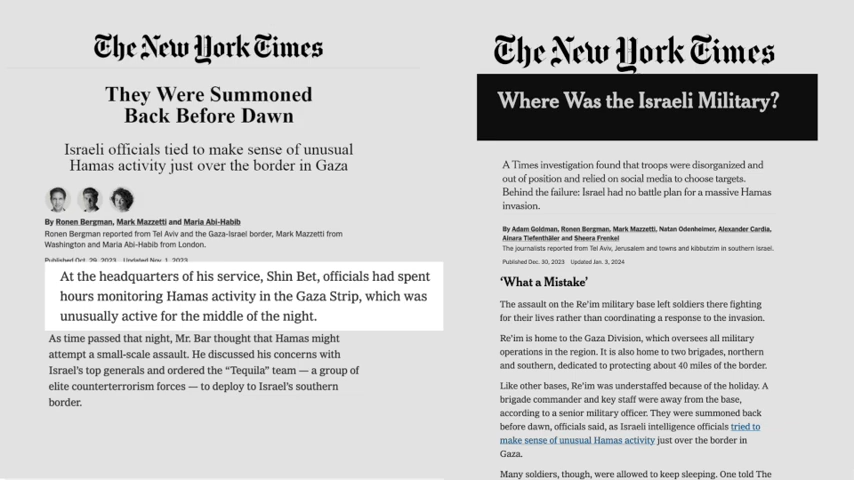 The New York Times
They Were Summoned
Back Before Dawn
Israeli officials tied to make sense of unusual
Hamas activity just over the border in Gaza
By Ronen Bergman, Mark Mazzetti and Maria Abi-Habib
Ronen Bergman reported from Tel Aviv and the Gaza-Israel border, Mark Mazzetti from
Washington and Maria Abi-Habib from London.
Published Oct. 29, 2023 Updated Nov. 1, 2023
At the headquarters of his service, Shin Bet, officials had spent
hours monitoring Hamas activity in the Gaza Strip, which was
unusually active for the middle of the night.
As time passed that night, Mr. Bar thought that Hamas might
attempt a small-scale assault. He discussed his concerns with
Israel's top generals and ordered the “Tequila” team — a group of
elite counterterrorism forces — to deploy to Israel's southern
border.
The New York Times
Where Was the Israeli Military?
A Times investigation found that troops were disorganized and
out of position and relied on social media to choose targets.
Behind the failure: Israel had no battle plan for a massive Hamas
invasion.
By Adam Goldman, Ronen Bergman, Mark Mazzetti, Natan Odenheimer, Alexander Cardia,
Ainara Tiefenthäler and Sheera Frenkel
The journalists reported from Tel Aviv, Jerusalem and towns and kibbutzim in southern Israel.
Published Dec. 30, 2023 Updated Jan. 3, 2024
‘What a Mistake’
The assault on the Re'im military base left soldiers there fighting
for their lives rather than coordinating a response to the invasion.
Re'im is home to the Gaza Division, which oversees all military
operations in the region. It is also home to two brigades, northern
and southern, dedicated to protecting about 40 miles of the border.
Like other bases, Re'im was understaffed because of the holiday. A
brigade commander and key staff were away from the base,
according to a senior military officer. They were summoned back
before dawn, officials said, as Israeli intelligence officials tried to
make sense of unusual Hamas activity just over the border in
Gaza.
Many soldiers, though, were allowed to keep sleeping. One told The